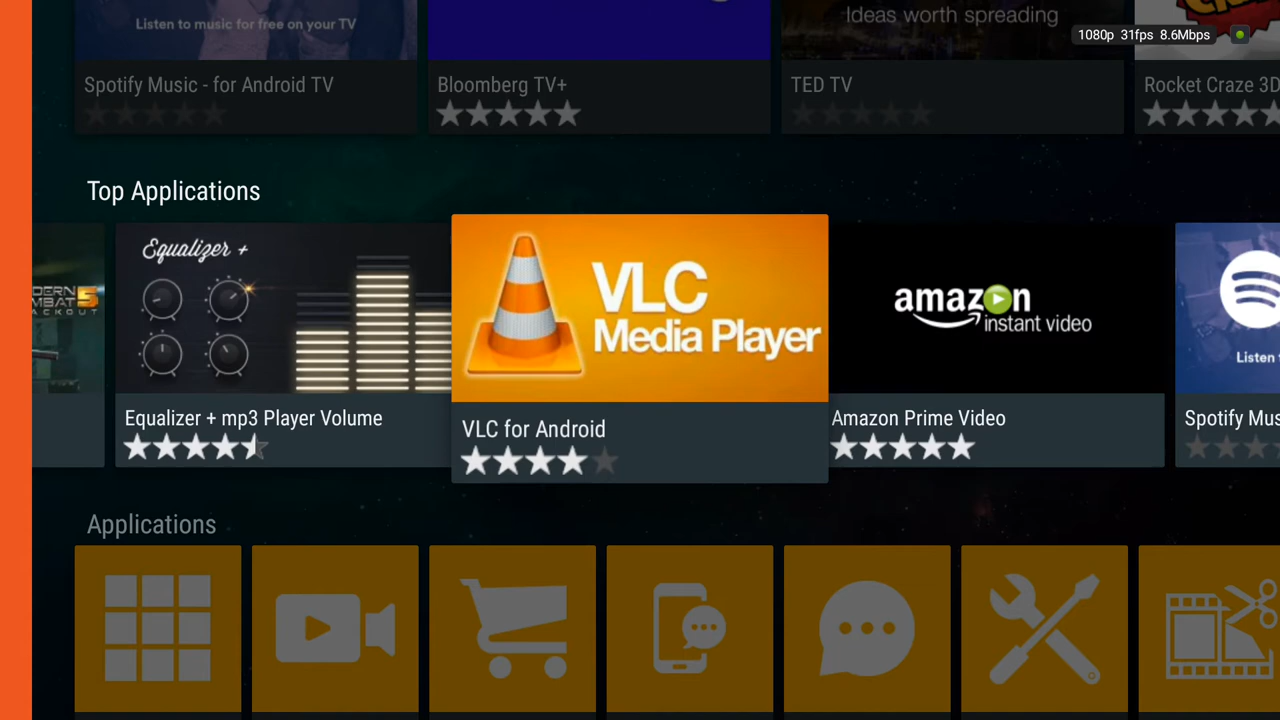 Listen to music for free on your TV
Ideas worth spreading
1080p 31fps 8.6Mbps
Spotify Music - for Android TV
Bloomberg TV+
TED TV
Rocket Craze 3D
Top Applications
Equalizer +
VLC
Media Player
amazon
instant video
5
Listen
Equalizer + mp3 Player Volume
VLC for Android
Amazon Prime Video
Spotify Mus
Applications